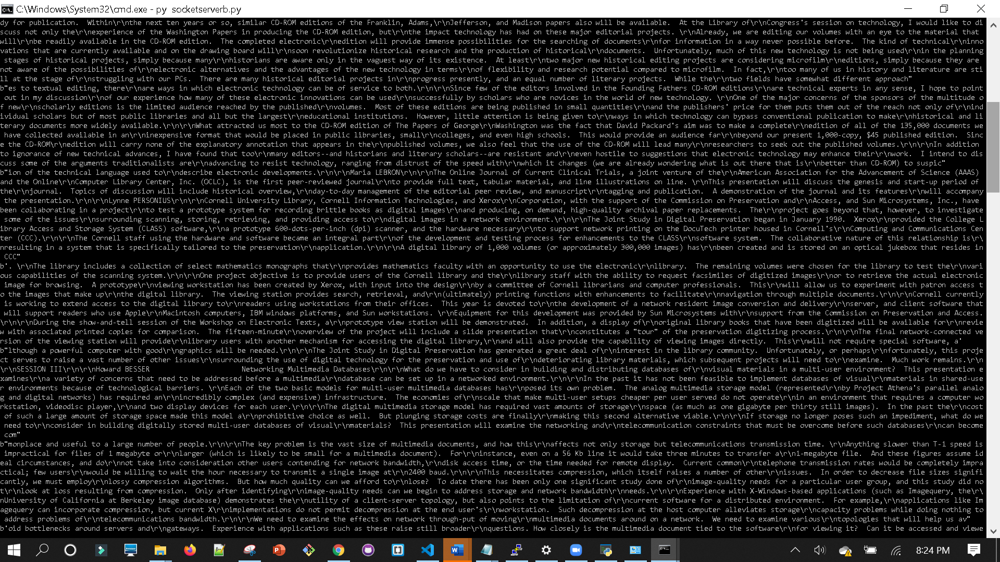 C:\Windows\System32\cmd.exe - py  socketserverb.py
dy for publication.  Within\r\nthe next ten years or so, similar CD-ROM editions of the Franklin, Adams,\r\nJefferson, and Madison papers also will be available.  At the Library of\r\nCongress's session on technology, I would like to di
scuss not only the\r\nexperience of the Washington Papers in producing the CD-ROM edition, but\r\nthe impact technology has had on these major editorial projects. \r\nAlready, we are editing our volumes with an eye to the material that
will\r\nbe readily available in the CD-ROM edition.  The completed electronic\r\nedition will provide immense possibilities for the searching of documents\r\nfor information in a way never possible before.  The kind of technical\r\ninno
vations that are currently available and on the drawing board will\r\nsoon revolutionize historical research and the production of historical\r\ndocuments.  Unfortunately, much of this new technology is not being used\r\nin the planning
 stages of historical projects, simply because many\r\nhistorians are aware only in the vaguest way of its existence.  At least\r\ntwo major new historical editing projects are considering microfilm\r\neditions, simply because they are
not aware of the possibilities of\r\nelectronic alternatives and the advantages of the new technology in terms\r\nof flexibility and research potential compared to microfilm.  In fact,\r\ntoo many of us in history and literature are sti
ll at the stage of\r\nstruggling with our PCs.  There are many historical editorial projects in\r\nprogress presently, and an equal number of literary projects.  While the\r\ntwo fields have somewhat different approach"
b"es to textual editing, there\r\nare ways in which electronic technology can be of service to both.\r\n\r\nSince few of the editors involved in the Founding Fathers CD-ROM editions\r\nare technical experts in any sense, I hope to point
 out in my discussion\r\nof our experience how many of these electronic innovations can be used\r\nsuccessfully by scholars who are novices in the world of new technology. \r\nOne of the major concerns of the sponsors of the multitude o
f new\r\nscholarly editions is the limited audience reached by the published\r\nvolumes.  Most of these editions are being published in small quantities\r\nand the publishers' price for them puts them out of the reach not only of\r\nind
ividual scholars but of most public libraries and all but the largest\r\neducational institutions.  However, little attention is being given to\r\nways in which technology can bypass conventional publication to make\r\nhistorical and li
terary documents more widely available.\r\n\r\nWhat attracted us most to the CD-ROM edition of The Papers of George\r\nWashington was the fact that David Packard's aim was to make a complete\r\nedition of all of the 135,000 documents we
 have collected available in an\r\ninexpensive format that would be placed in public libraries, small\r\ncolleges, and even high schools.  This would provide an audience far\r\nbeyond our present 1,000-copy, $45 published edition.  Sinc
e the CD-ROM\r\nedition will carry none of the explanatory annotation that appears in the\r\npublished volumes, we also feel that the use of the CD-ROM will lead many\r\nresearchers to seek out the published volumes.\r\n\r\nIn addition
to ignorance of new technical advances, I have found that too\r\nmany editors--and historians and literary scholars--are resistant and\r\neven hostile to suggestions that electronic technology may enhance their\r\nwork.  I intend to dis
cuss some of the arguments traditionalists are\r\nadvancing to resist technology, ranging from distrust of the speed with\r\nwhich it changes (we are already wondering what is out there that is\r\nbetter than CD-ROM) to suspic"
b"ion of the technical language used to\r\ndescribe electronic developments.\r\n\r\nMaria LEBRON\r\n\r\nThe Online Journal of Current Clinical Trials, a joint venture of the\r\nAmerican Association for the Advancement of Science (AAAS)
and the Online\r\nComputer Library Center, Inc. (OCLC), is the first peer-reviewed journal\r\nto provide full text, tabular material, and line illustrations on line. \r\nThis presentation will discuss the genesis and start-up period of
the\r\njournal.  Topics of discussion will include historical overview,\r\nday-to-day management of the editorial peer review, and manuscript\r\ntagging and publication.  A demonstration of the journal and its features\r\nwill accompany
 the presentation.\r\n\r\nLynne PERSONIUS\r\n\r\nCornell University Library, Cornell Information Technologies, and Xerox\r\nCorporation, with the support of the Commission on Preservation and\r\nAccess, and Sun Microsystems, Inc., have
been collaborating in a project\r\nto test a prototype system for recording brittle books as digital images\r\nand producing, on demand, high-quality archival paper replacements.  The\r\nproject goes beyond that, however, to investigate
 some of the issues\r\nsurrounding scanning, storing, retrieving, and providing access to\r\ndigital images in a network environment.\r\n\r\nThe Joint Study in Digital Preservation began in January 1990.  Xerox\r\nprovided the College L
ibrary Access and Storage System (CLASS) software,\r\na prototype 600-dots-per-inch (dpi) scanner, and the hardware necessary\r\nto support network printing on the DocuTech printer housed in Cornell's\r\nComputing and Communications Cen
ter (CCC).\r\n\r\nThe Cornell staff using the hardware and software became an integral part\r\nof the development and testing process for enhancements to the CLASS\r\nsoftware system.  The collaborative nature of this relationship is\r\
nresulting in a system that is specifically tailored to the preservation\r\napplication.\r\n\r\nA digital library of 1,000 volumes (or approximately 300,000 images) has\r\nbeen created and is stored on an optical jukebox that resides in
 CCC"
b'. \r\nThe library includes a collection of select mathematics monographs that\r\nprovides mathematics faculty with an opportunity to use the electronic\r\nlibrary.  The remaining volumes were chosen for the library to test the\r\nvari
ous capabilities of the scanning system.\r\n\r\nOne project objective is to provide users of the Cornell library and the\r\nlibrary staff with the ability to request facsimiles of digitized images\r\nor to retrieve the actual electronic
 image for browsing.  A prototype\r\nviewing workstation has been created by Xerox, with input into the design\r\nby a committee of Cornell librarians and computer professionals.  This\r\nwill allow us to experiment with patron access t
o the images that make up\r\nthe digital library.  The viewing station provides search, retrieval, and\r\n(ultimately) printing functions with enhancements to facilitate\r\nnavigation through multiple documents.\r\n\r\nCornell currently
 is working to extend access to the digital library to\r\nreaders using workstations from their offices.  This year is devoted to\r\nthe development of a network resident image conversion and delivery\r\nserver, and client software that
 will support readers who use Apple\r\nMacintosh computers, IBM windows platforms, and Sun workstations. \r\nEquipment for this development was provided by Sun Microsystems with\r\nsupport from the Commission on Preservation and Access.
\r\n\r\nDuring the show-and-tell session of the Workshop on Electronic Texts, a\r\nprototype view station will be demonstrated.  In addition, a display of\r\noriginal library books that have been digitized will be available for\r\nrevie
w with associated printed copies for comparison.  The fifteen-minute\r\noverview of the project will include a slide presentation that\r\nconstitutes a "tour" of the preservation digitizing process.\r\n\r\nThe final network-connected ve
rsion of the viewing station will provide\r\nlibrary users with another mechanism for accessing the digital library,\r\nand will also provide the capability of viewing images directly.  This\r\nwill not require special software, a'
b"lthough a powerful computer with good\r\ngraphics will be needed.\r\n\r\nThe Joint Study in Digital Preservation has generated a great deal of\r\ninterest in the library community.  Unfortunately, or perhaps\r\nfortunately, this proje
ct serves to raise a vast number of other issues\r\nsurrounding the use of digital technology for the preservation and use of\r\ndeteriorating library materials, which subsequent projects will need to\r\nexamine.  Much work remains.\r\n
\r\nSESSION III\r\n\r\nHoward BESSER                      Networking Multimedia Databases\r\n\r\nWhat do we have to consider in building and distributing databases of\r\nvisual materials in a multi-user environment?  This presentation e
xamines\r\na variety of concerns that need to be addressed before a multimedia\r\ndatabase can be set up in a networked environment.\r\n\r\nIn the past it has not been feasible to implement databases of visual\r\nmaterials in shared-use
r environments because of technological barriers. \r\nEach of the two basic models for multi-user multimedia databases has\r\nposed its own problem.  The analog multimedia storage model (represented\r\nby Project Athena's parallel analo
g and digital networks) has required an\r\nincredibly complex (and expensive) infrastructure.  The economies of\r\nscale that make multi-user setups cheaper per user served do not operate\r\nin an environment that requires a computer wo
rkstation, videodisc player,\r\nand two display devices for each user.\r\n\r\nThe digital multimedia storage model has required vast amounts of storage\r\nspace (as much as one gigabyte per thirty still images).  In the past the\r\ncost
 of such a large amount of storage space made this model a\r\nprohibitive choice as well.  But plunging storage costs are finally\r\nmaking this second alternative viable.\r\n\r\nIf storage no longer poses such an impediment, what do we
 need to\r\nconsider in building digitally stored multi-user databases of visual\r\nmaterials?  This presentation will examine the networking and\r\ntelecommunication constraints that must be overcome before such databases\r\ncan become
 com"
b"monplace and useful to a large number of people.\r\n\r\nThe key problem is the vast size of multimedia documents, and how this\r\naffects not only storage but telecommunications transmission time. \r\nAnything slower than T-1 speed is
 impractical for files of 1 megabyte or\r\nlarger (which is likely to be small for a multimedia document).  For\r\ninstance, even on a 56 Kb line it would take three minutes to transfer a\r\n1-megabyte file.  And these figures assume id
eal circumstances, and do\r\nnot take into consideration other users contending for network bandwidth,\r\ndisk access time, or the time needed for remote display.  Current common\r\ntelephone transmission rates would be completely impra
ctical; few users\r\nwould be willing to wait the hour necessary to transmit a single image at\r\n2400 baud.\r\n\r\nThis necessitates compression, which itself raises a number of other\r\nissues.  In order to decrease file sizes signifi
cantly, we must employ\r\nlossy compression algorithms.  But how much quality can we afford to\r\nlose?  To date there has been only one significant study done of\r\nimage-quality needs for a particular user group, and this study did no
t\r\nlook at loss resulting from compression.  Only after identifying\r\nimage-quality needs can we begin to address storage and network bandwidth\r\nneeds.\r\n\r\nExperience with X-Windows-based applications (such as Imagequery, the\r\
nUniversity of California at Berkeley image database) demonstrates the\r\nutility of a client-server topology, but also points to the limitation of\r\ncurrent software for a distributed environment.  For example,\r\napplications like Im
agequery can incorporate compression, but current X\r\nimplementations do not permit decompression at the end user's\r\nworkstation.  Such decompression at the host computer alleviates storage\r\ncapacity problems while doing nothing to
 address problems of\r\ntelecommunications bandwidth.\r\n\r\nWe need to examine the effects on network through-put of moving\r\nmultimedia documents around on a network.  We need to examine various\r\ntopologies that will help us av"
b'oid bottlenecks around servers and\r\ngateways.  Experience with applications such as these raise still broader\r\nquestions. How closely is the multimedia document tied to the software\r\nfor viewing it?  Can it be accessed and viewe
8:24 PM